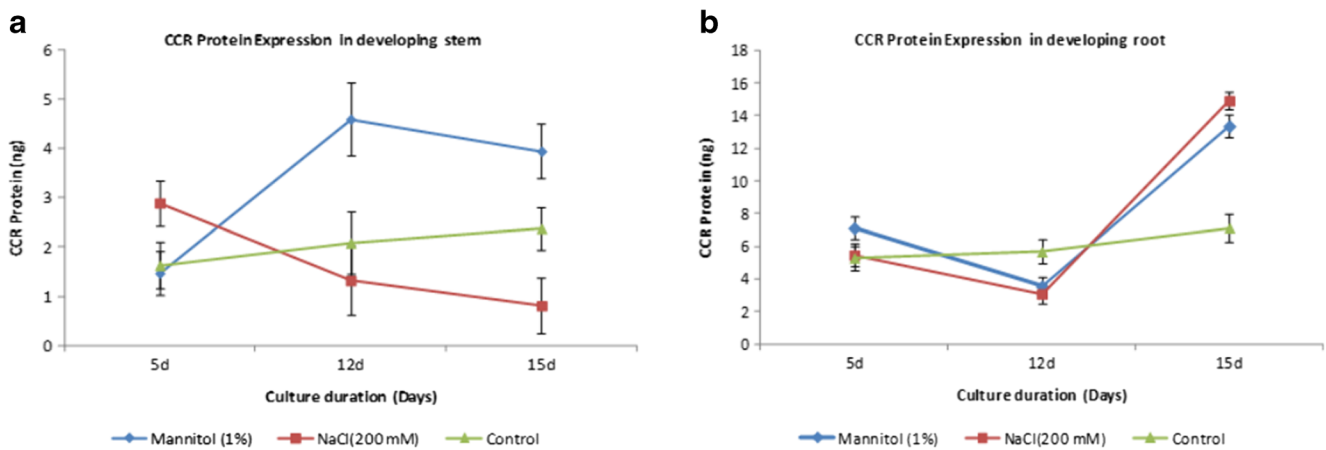 a
CCR Protein Expression in developing stem
6
5
4
3
2
1
0
CCR Protein (ng)
5d
12d
15d
Culture duration (Days)
Mannitol (1%)
NaCl(200 mM)
Control
b
CCR Protein Expression in developing root
18
16
14
12
10
8
6
4
2
0
CCR Protein (ng)
5d
12d
15d
Culture duration (Days)
Mannitol (1%)
NaCl(200 mM)
Control